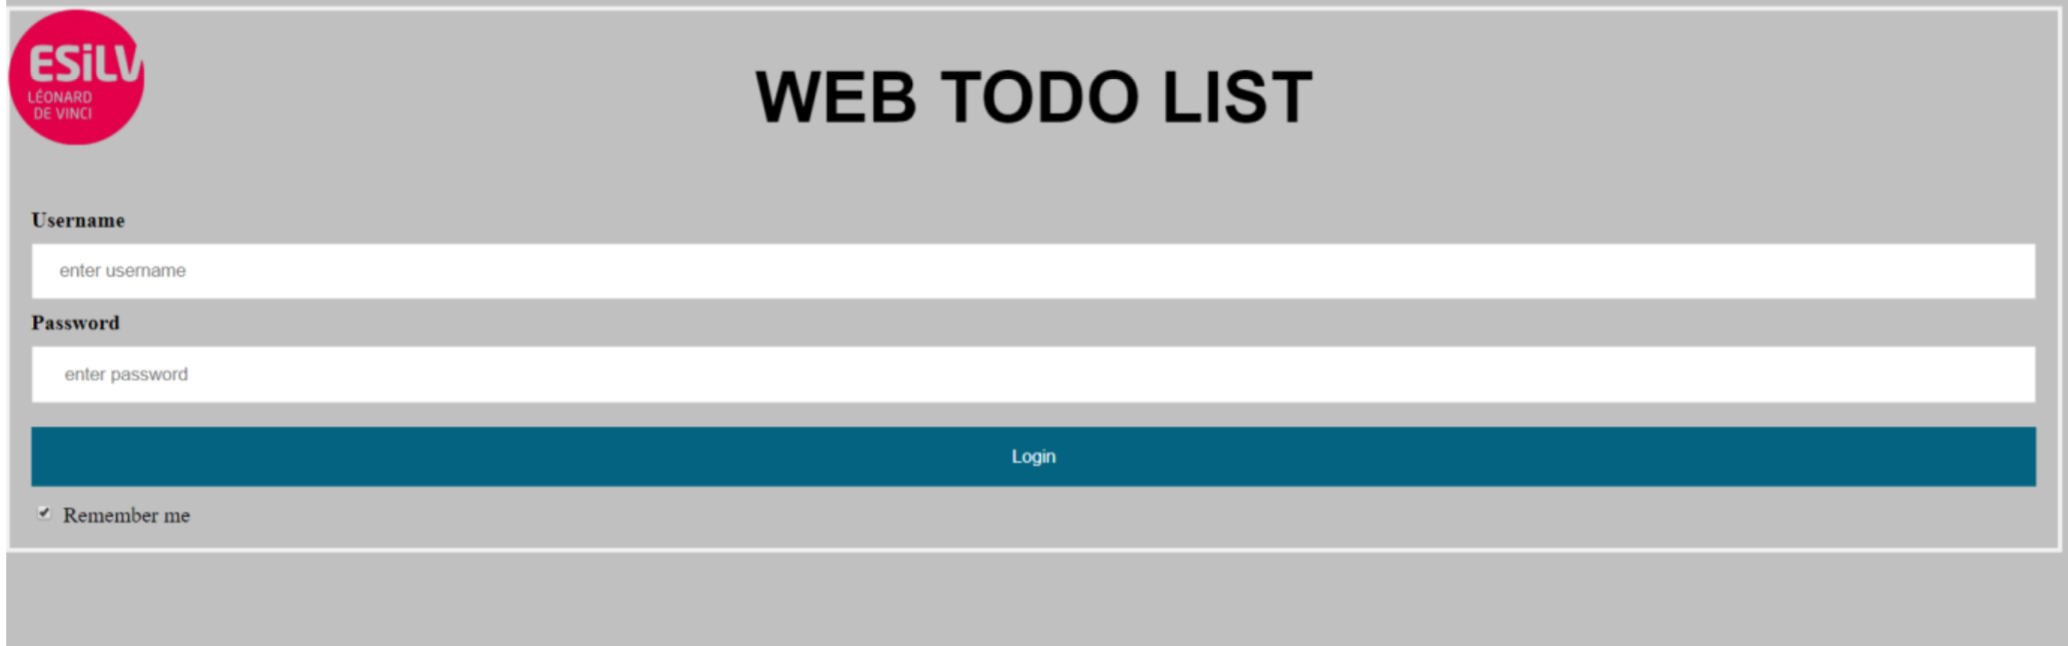 ESiLV
LÉONARD
DE VINCI
WEB TODO LIST
Username
enter username
Password
enter password
Login
Remember me